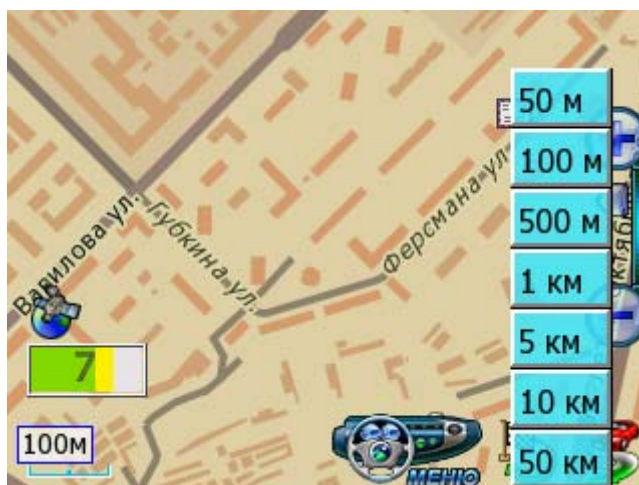 50 м
100 м
500 м
1 км
5 км
10 км
50 км
Ферсмана ул.
Губкина ул.
Вавилова ул.
ктяб
7
100м
МЕНЮ